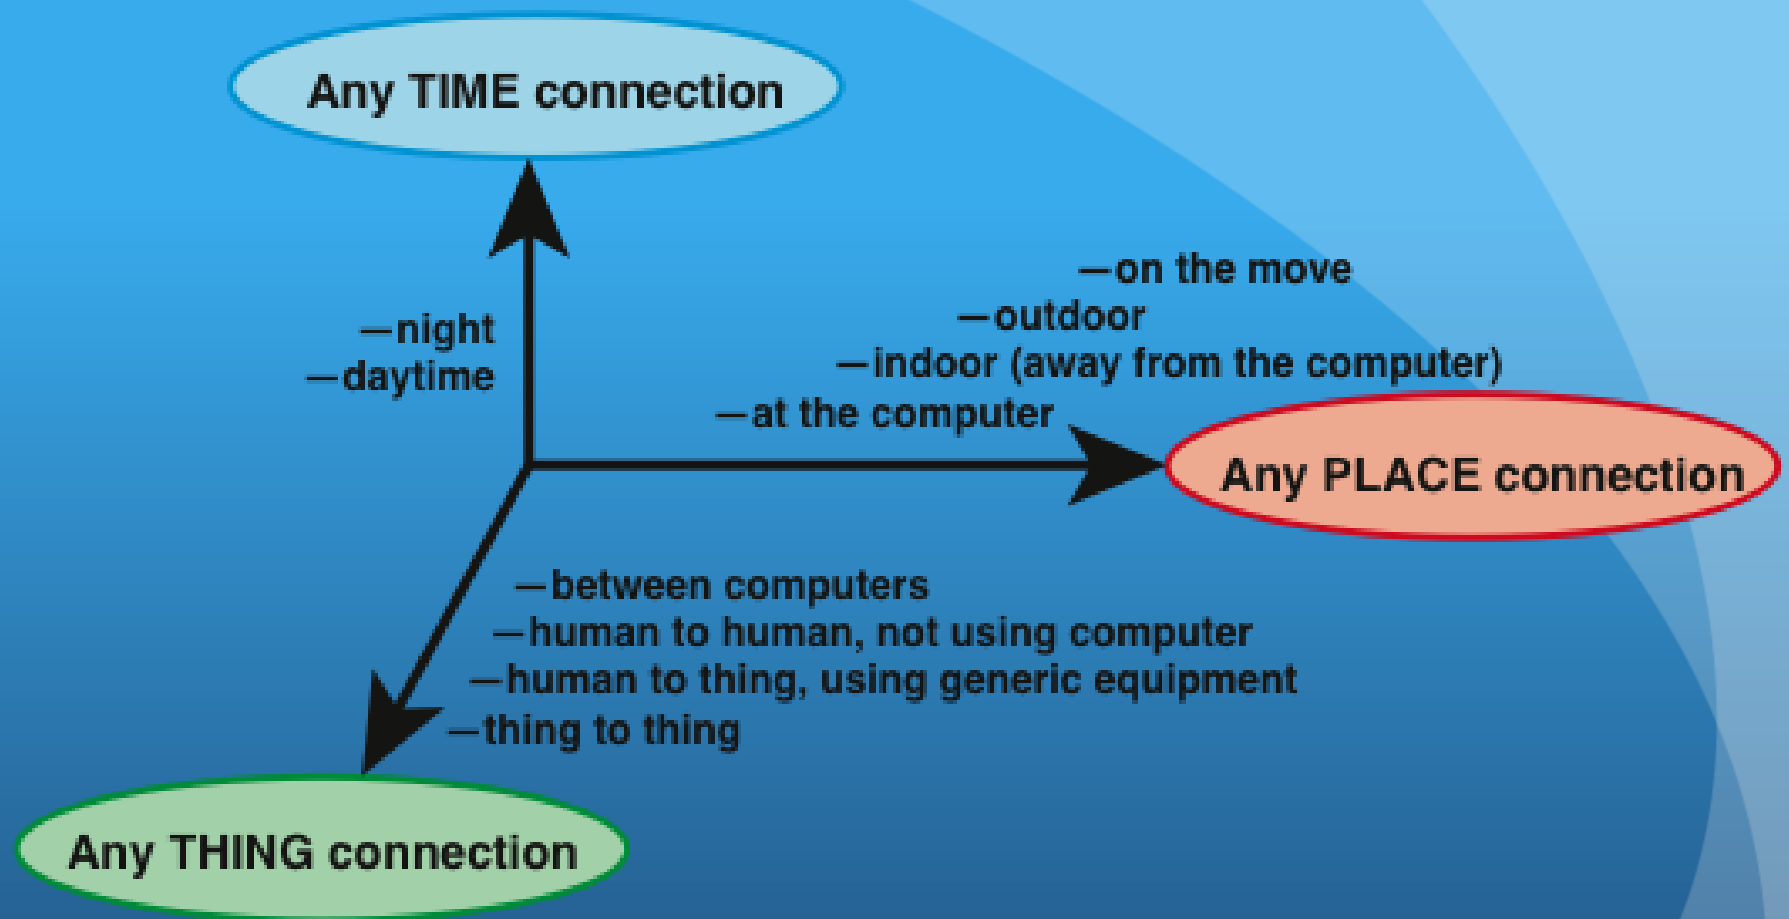 Any TIME connection
—on the move
—outdoor
—night
—indoor (away from the computer)
—daytime
—at the computer
Any PLACE connection
—between computers
—human to human, not using computer
—human to thing, using generic equipment
—thing to thing
Any THING connection